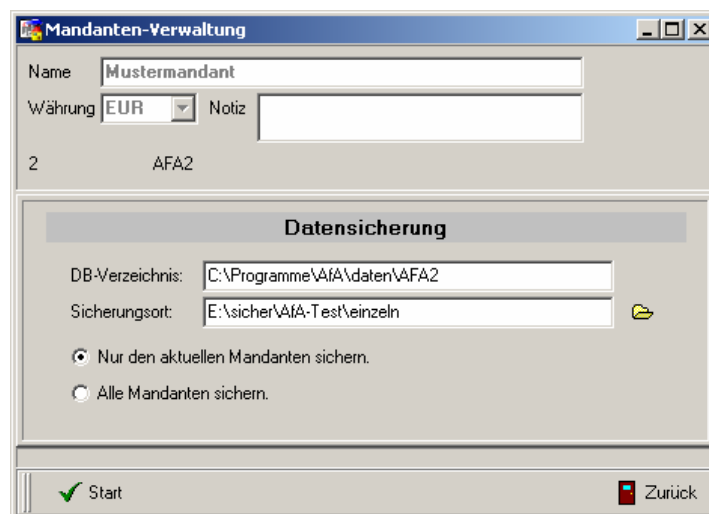 Mandanten-Verwaltung
Name Mustermandant
Währung EUR Notiz
2 AFA2
Datensicherung
DB-Verzeichnis: C:\Programme\AfA\daten\AFA2
Sicherungsort: E:\sicher\AfA-Test\einzeln
Nur den aktuellen Mandanten sichern.
Alle Mandanten sichern.
Start Zurück